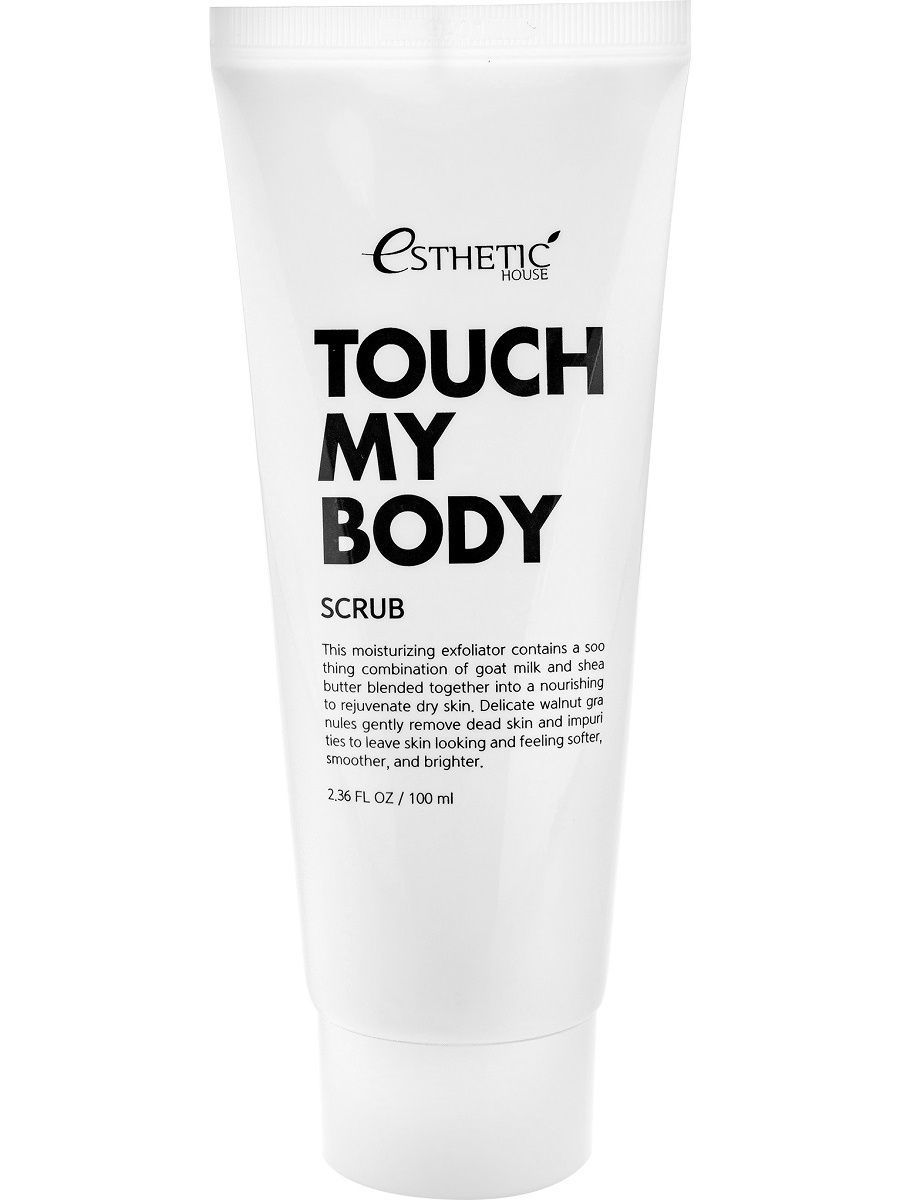 eSTHETIC
HOUSE
TOUCH
MY
BODY
SCRUB
This moisturizing exfoliator contains a soo
thing combination of goat milk and shea
butter blended together into a nourishing
to rejuvenate dry skin. Delicate walnut gra
nules gently remove dead skin and impuri
ties to leave skin looking and feeling softer,
smoother, and brighter.
2.36 FL OZ / 100 ml